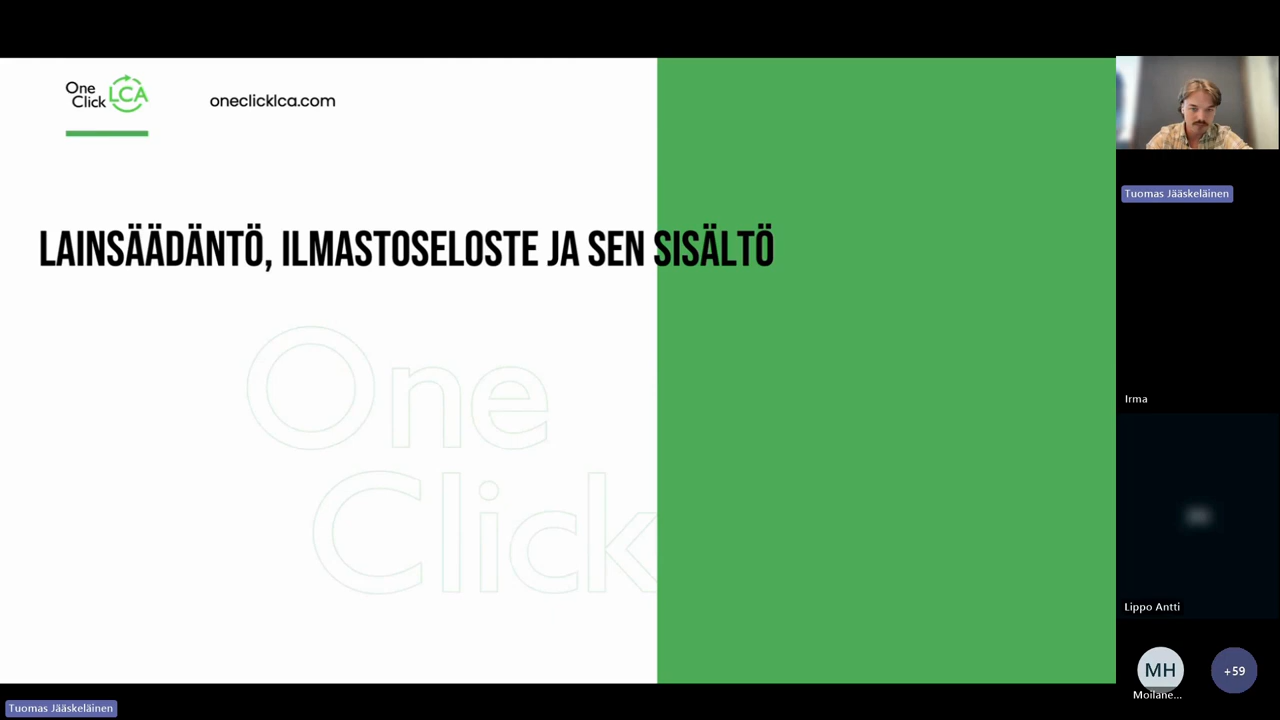 One
Click LCA
oneclicklca.com
LAINSÄÄDÄNTÖ, ILMASTOSELOSTE JA SEN SISÄLTÖ
One
Click
Tuomas Jääskeläinen
Irma
Lippo Antti
MH
+59
Moilane...
Tuomas Jääskeläinen